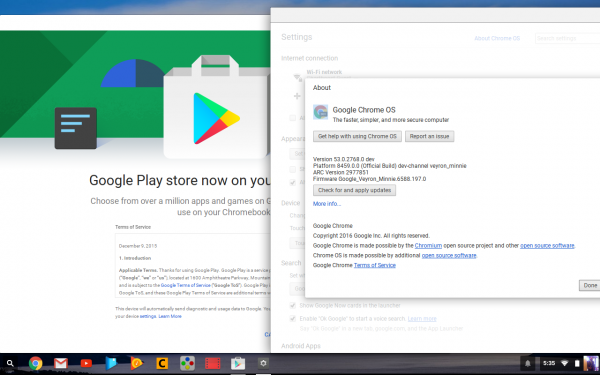 Google Play store now on you
Choose from over a million apps and games on G
use on your Chromebook
Terms of Service
December 9, 2015
1. Introduction
Applicable Terms. Thanks for using Google Play. Google Play is a service
("Google", "we" or "us"), located at 1600 Amphitheatre Parkway, Mountain
and is subject to the Google Terms of Service ("Google ToS").
ToS and these Google Play Terms of Service are additional terms
This device will automatically send diagnostic and usage data to Google. You
your device settings. Learn More
Settings
About Chrome OS
Search settings
Internet connection
Wi-Fi network
Appea
Device
Search
Show Google Now cards in the launcher
Enable "Ok Google" to start a voice search. Learn more
Say "Ok Google" in a new tab, google.com, and the App Launcher
Android Apps
About
Google Chrome OS
The faster, simpler, and more secure computer
Get help with using Chrome OS
Report an issue
Version 53.0.2768.0 dev
Platform 8459.0.0 (Official Build) dev-channel veyron_minnie
ARC Version 2977851
Firmware Google_Veyron_Minnie.6588.197.0
Check for and apply updates
More info...
Google Chrome
Copyright 2016 Google Inc. All rights reserved.
Google Chrome is made possible by the Chromium open source project and other open source software.
Chrome OS is made possible by additional open source software.
Google Chrome Terms of Service
Done
5:35